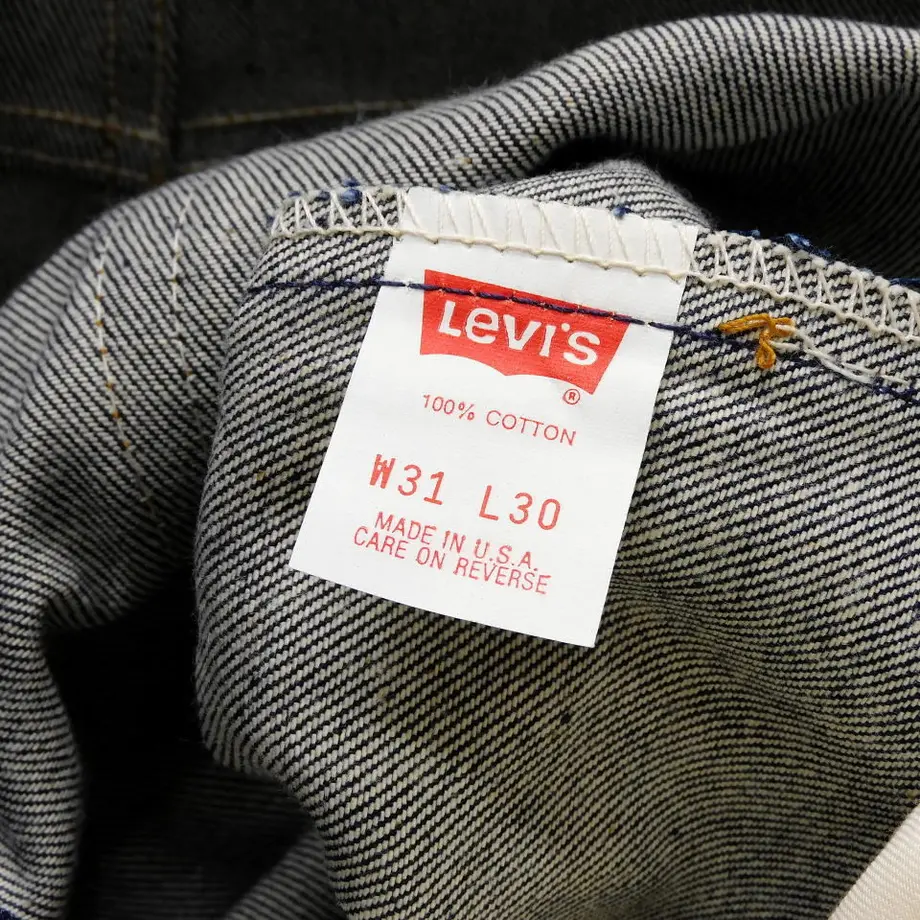 Levi's
®
100% COTTON
W31 L30
MADE IN U.S.A.
CARE ON REVERSE